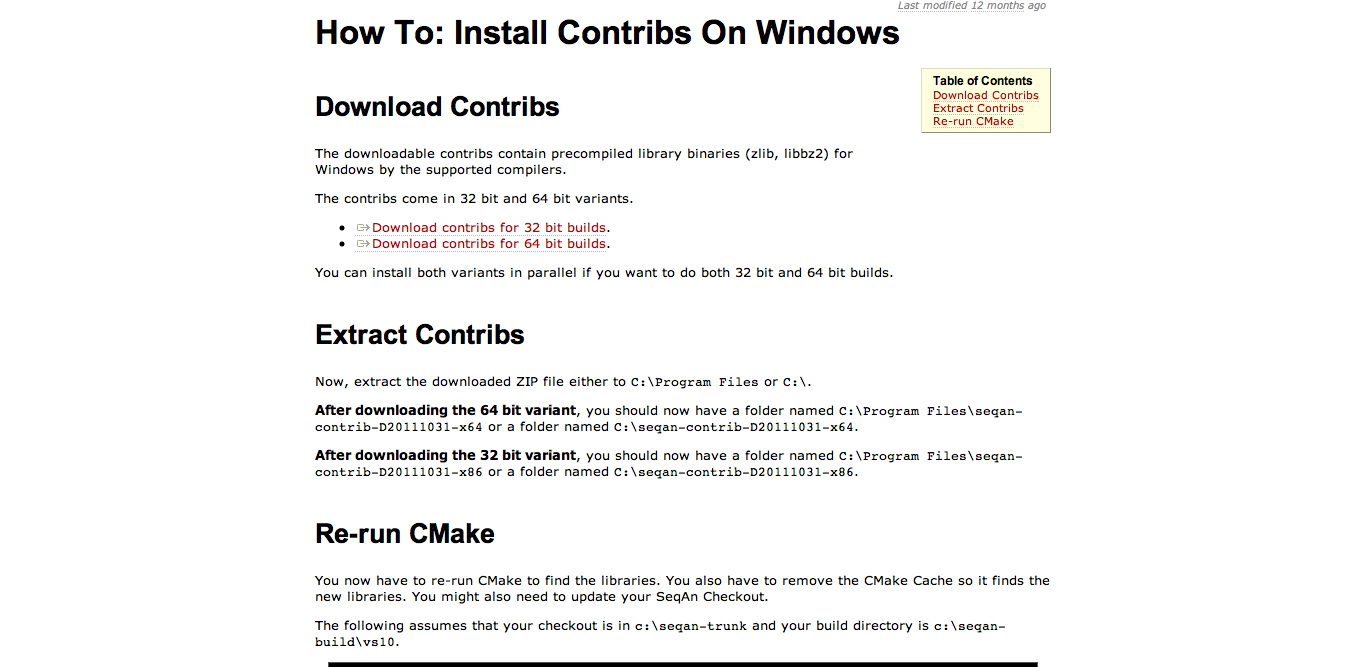 Last modified 12 months ago
How To: Install Contribs On Windows
Table of Contents
Download Contribs
Extract Contribs
Re-run CMake
Download Contribs
The downloadable contribs contain precompiled library binaries (zlib, libbz2) for
Windows by the supported compilers.
The contribs come in 32 bit and 64 bit variants.
• Download contribs for 32 bit builds.
• Download contribs for 64 bit builds.
You can install both variants in parallel if you want to do both 32 bit and 64 bit builds.
Extract Contribs
Now, extract the downloaded ZIP file either to C:\Program Files or C:\.
After downloading the 64 bit variant, you should now have a folder named C:\Program Files\seqan-
contrib-D20111031-x64 or a folder named C:\seqan-contrib-D20111031-x64.
After downloading the 32 bit variant, you should now have a folder named C:\Program Files\seqan-
contrib-D20111031-x86 or a folder named C:\seqan-contrib-D20111031-x86.
Re-run CMake
You now have to re-run CMake to find the libraries. You also have to remove the CMake Cache so it finds the
new libraries. You might also need to update your SeqAn Checkout.
The following assumes that your checkout is in c:\seqan-trunk and your build directory is c:\seqan-
build\vs10.